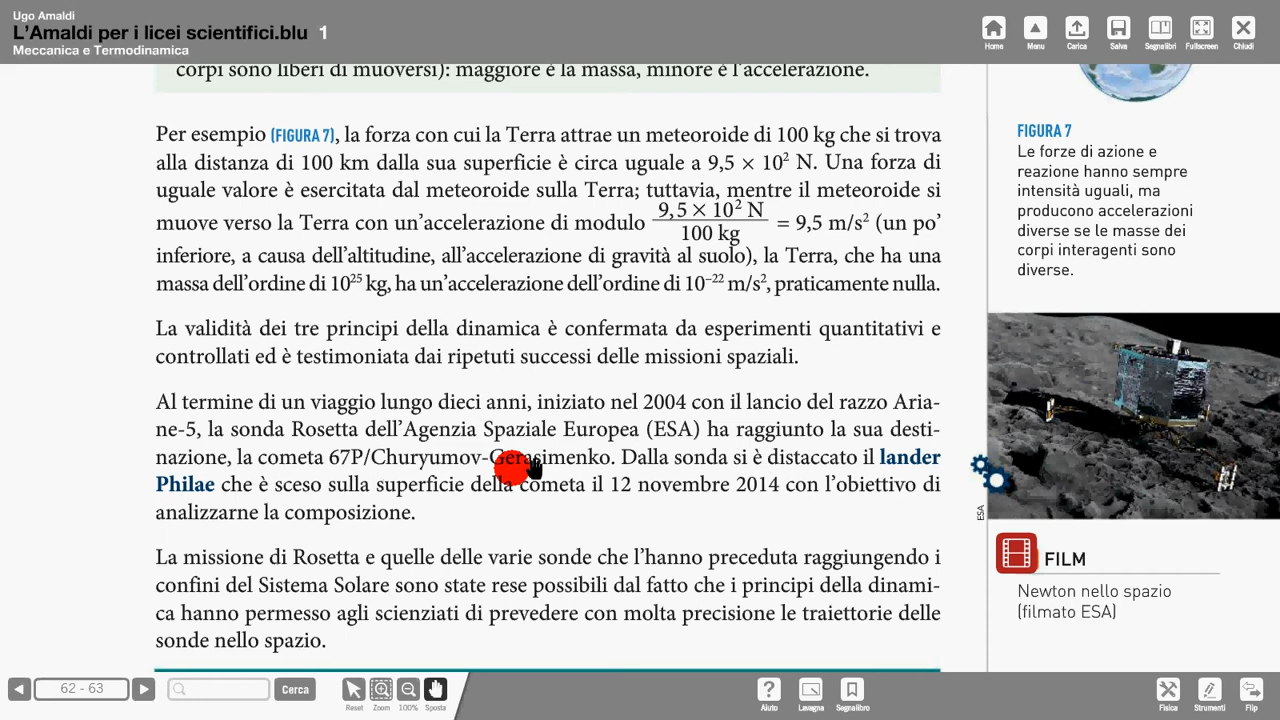 Ugo Amaldi
L'Amaldi per i licei scientifici.blu 1
Meccanica e Termodinamica
Home
Menu
Carica
Salva
Segnalibri
Fullscreen
Chiudi
corpi sono liberi di muoversi): maggiore è la massa, minore è l'accelerazione.
Per esempio (FIGURA 7), la forza con cui la Terra attrae un meteoroide di 100 kg che si trova
alla distanza di 100 km dalla sua superficie è circa uguale a 9,5 × 10² N. Una forza di
uguale valore è esercitata dal meteoroide sulla Terra; tuttavia, mentre il meteoroide si
muove verso la Terra con un'accelerazione di modulo 9,5 × 10² N / 100 kg = 9,5 m/s² (un po'
inferiore, a causa dell'altitudine, all'accelerazione di gravità al suolo), la Terra, che ha una
massa dell'ordine di 10²⁵ kg, ha un'accelerazione dell'ordine di 10⁻²² m/s², praticamente nulla.
La validità dei tre principi della dinamica è confermata da esperimenti quantitativi e
controllati ed è testimoniata dai ripetuti successi delle missioni spaziali.
Al termine di un viaggio lungo dieci anni, iniziato nel 2004 con il lancio del razzo Aria-
ne-5, la sonda Rosetta dell'Agenzia Spaziale Europea (ESA) ha raggiunto la sua desti-
nazione, la cometa 67P/Churyumov-Gerasimenko. Dalla sonda si è distaccato il lander
Philae che è sceso sulla superficie della cometa il 12 novembre 2014 con l'obiettivo di
analizzarne la composizione.
La missione di Rosetta e quelle delle varie sonde che l'hanno preceduta raggiungendo i
confini del Sistema Solare sono state rese possibili dal fatto che i principi della dinami-
ca hanno permesso agli scienziati di prevedere con molta precisione le traiettorie delle
sonde nello spazio.
FIGURA 7
Le forze di azione e
reazione hanno sempre
intensità uguali, ma
producono accelerazioni
diverse se le masse dei
corpi interagenti sono
diverse.
ESA
FILM
Newton nello spazio
(filmato ESA)
62 - 63
Cerca
Reset
Zoom
100%
Sposta
Aiuto
Lavagna
Segnalibro
Fisica
Strumenti
Flip